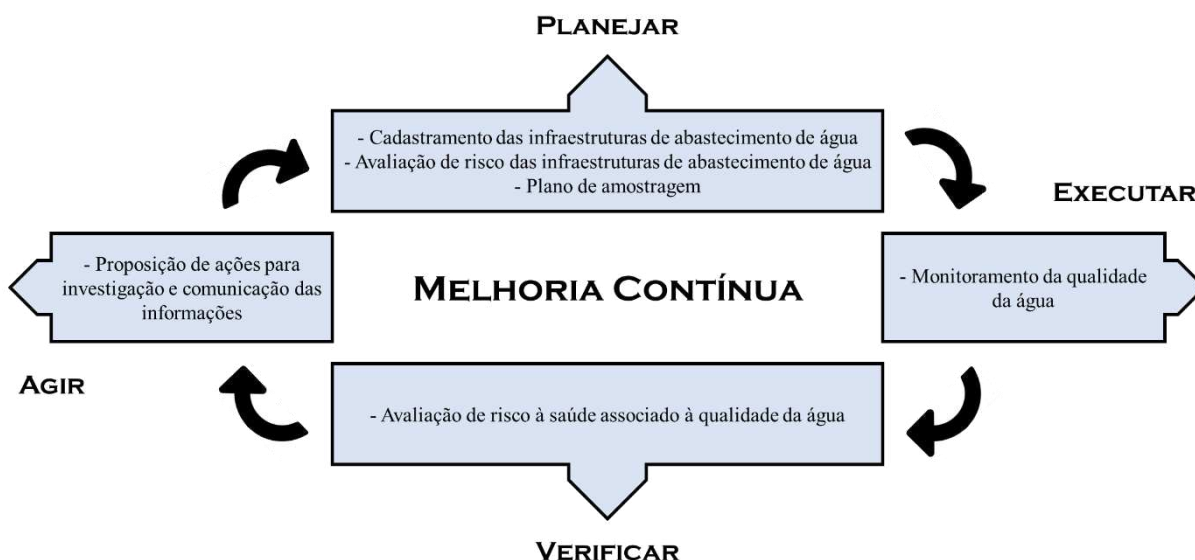 PLANEJAR
- Cadastramento das infraestruturas de abastecimento de água
- Avaliação de risco das infraestruturas de abastecimento de água
- Plano de amostragem
EXECUTAR
- Proposição de ações para
investigação e comunicação das
informações
MELHORIA CONTÍNUA
- Monitoramento da qualidade
da água
AGIR
- Avaliação de risco à saúde associado à qualidade da água
VERIFICAR